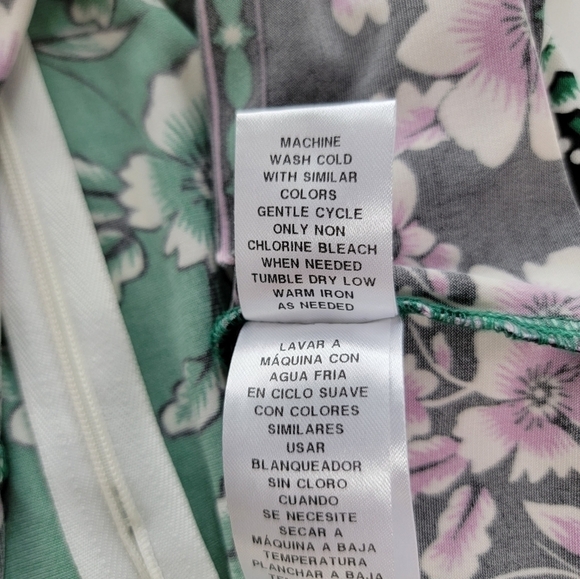 MACHINE
WASH COLD
WITH SIMILAR
COLORS
GENTLE CYCLE
ONLY NON
CHLORINE BLEACH
WHEN NEEDED
TUMBLE DRY LOW
WARM IRON
AS NEEDED
LAVAR A
MÁQUINA CON
AGUA FRIA
EN CICLO SUAVE
CON COLORES
SIMILARES
USAR
BLANQUEADOR
SIN CLORO
CUANDO
SE NECESITE
SECAR A
MÁQUINA A BAJA
TEMPERATURA
PLANCHAR A BAJA